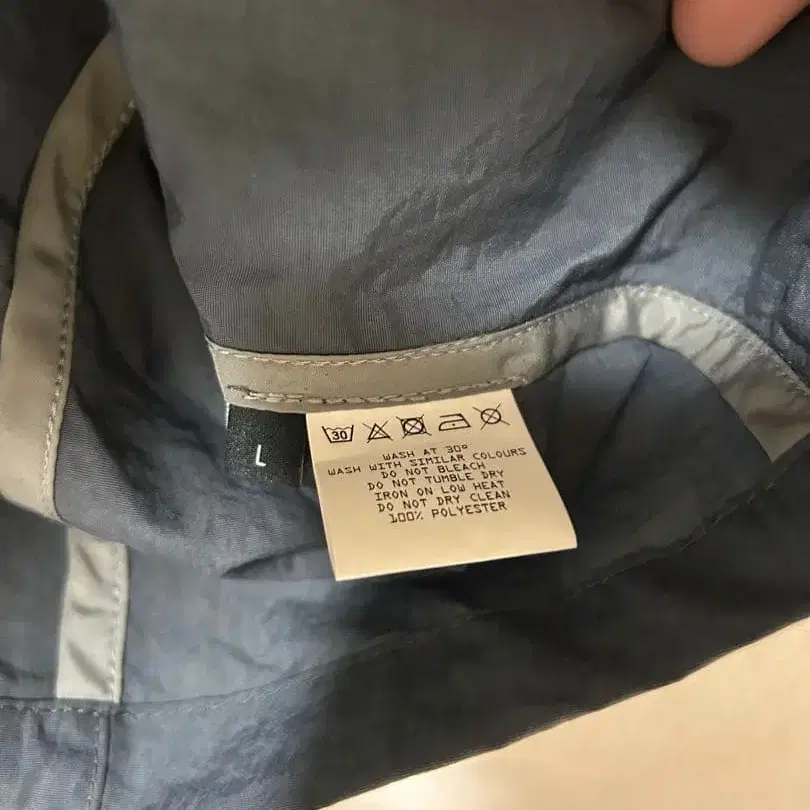 L
30
WASH AT 30°
WASH WITH SIMILAR COLOURS
DO NOT BLEACH
DO NOT TUMBLE DRY
IRON ON LOW HEAT
DO NOT DRY CLEAN
100% POLYESTER